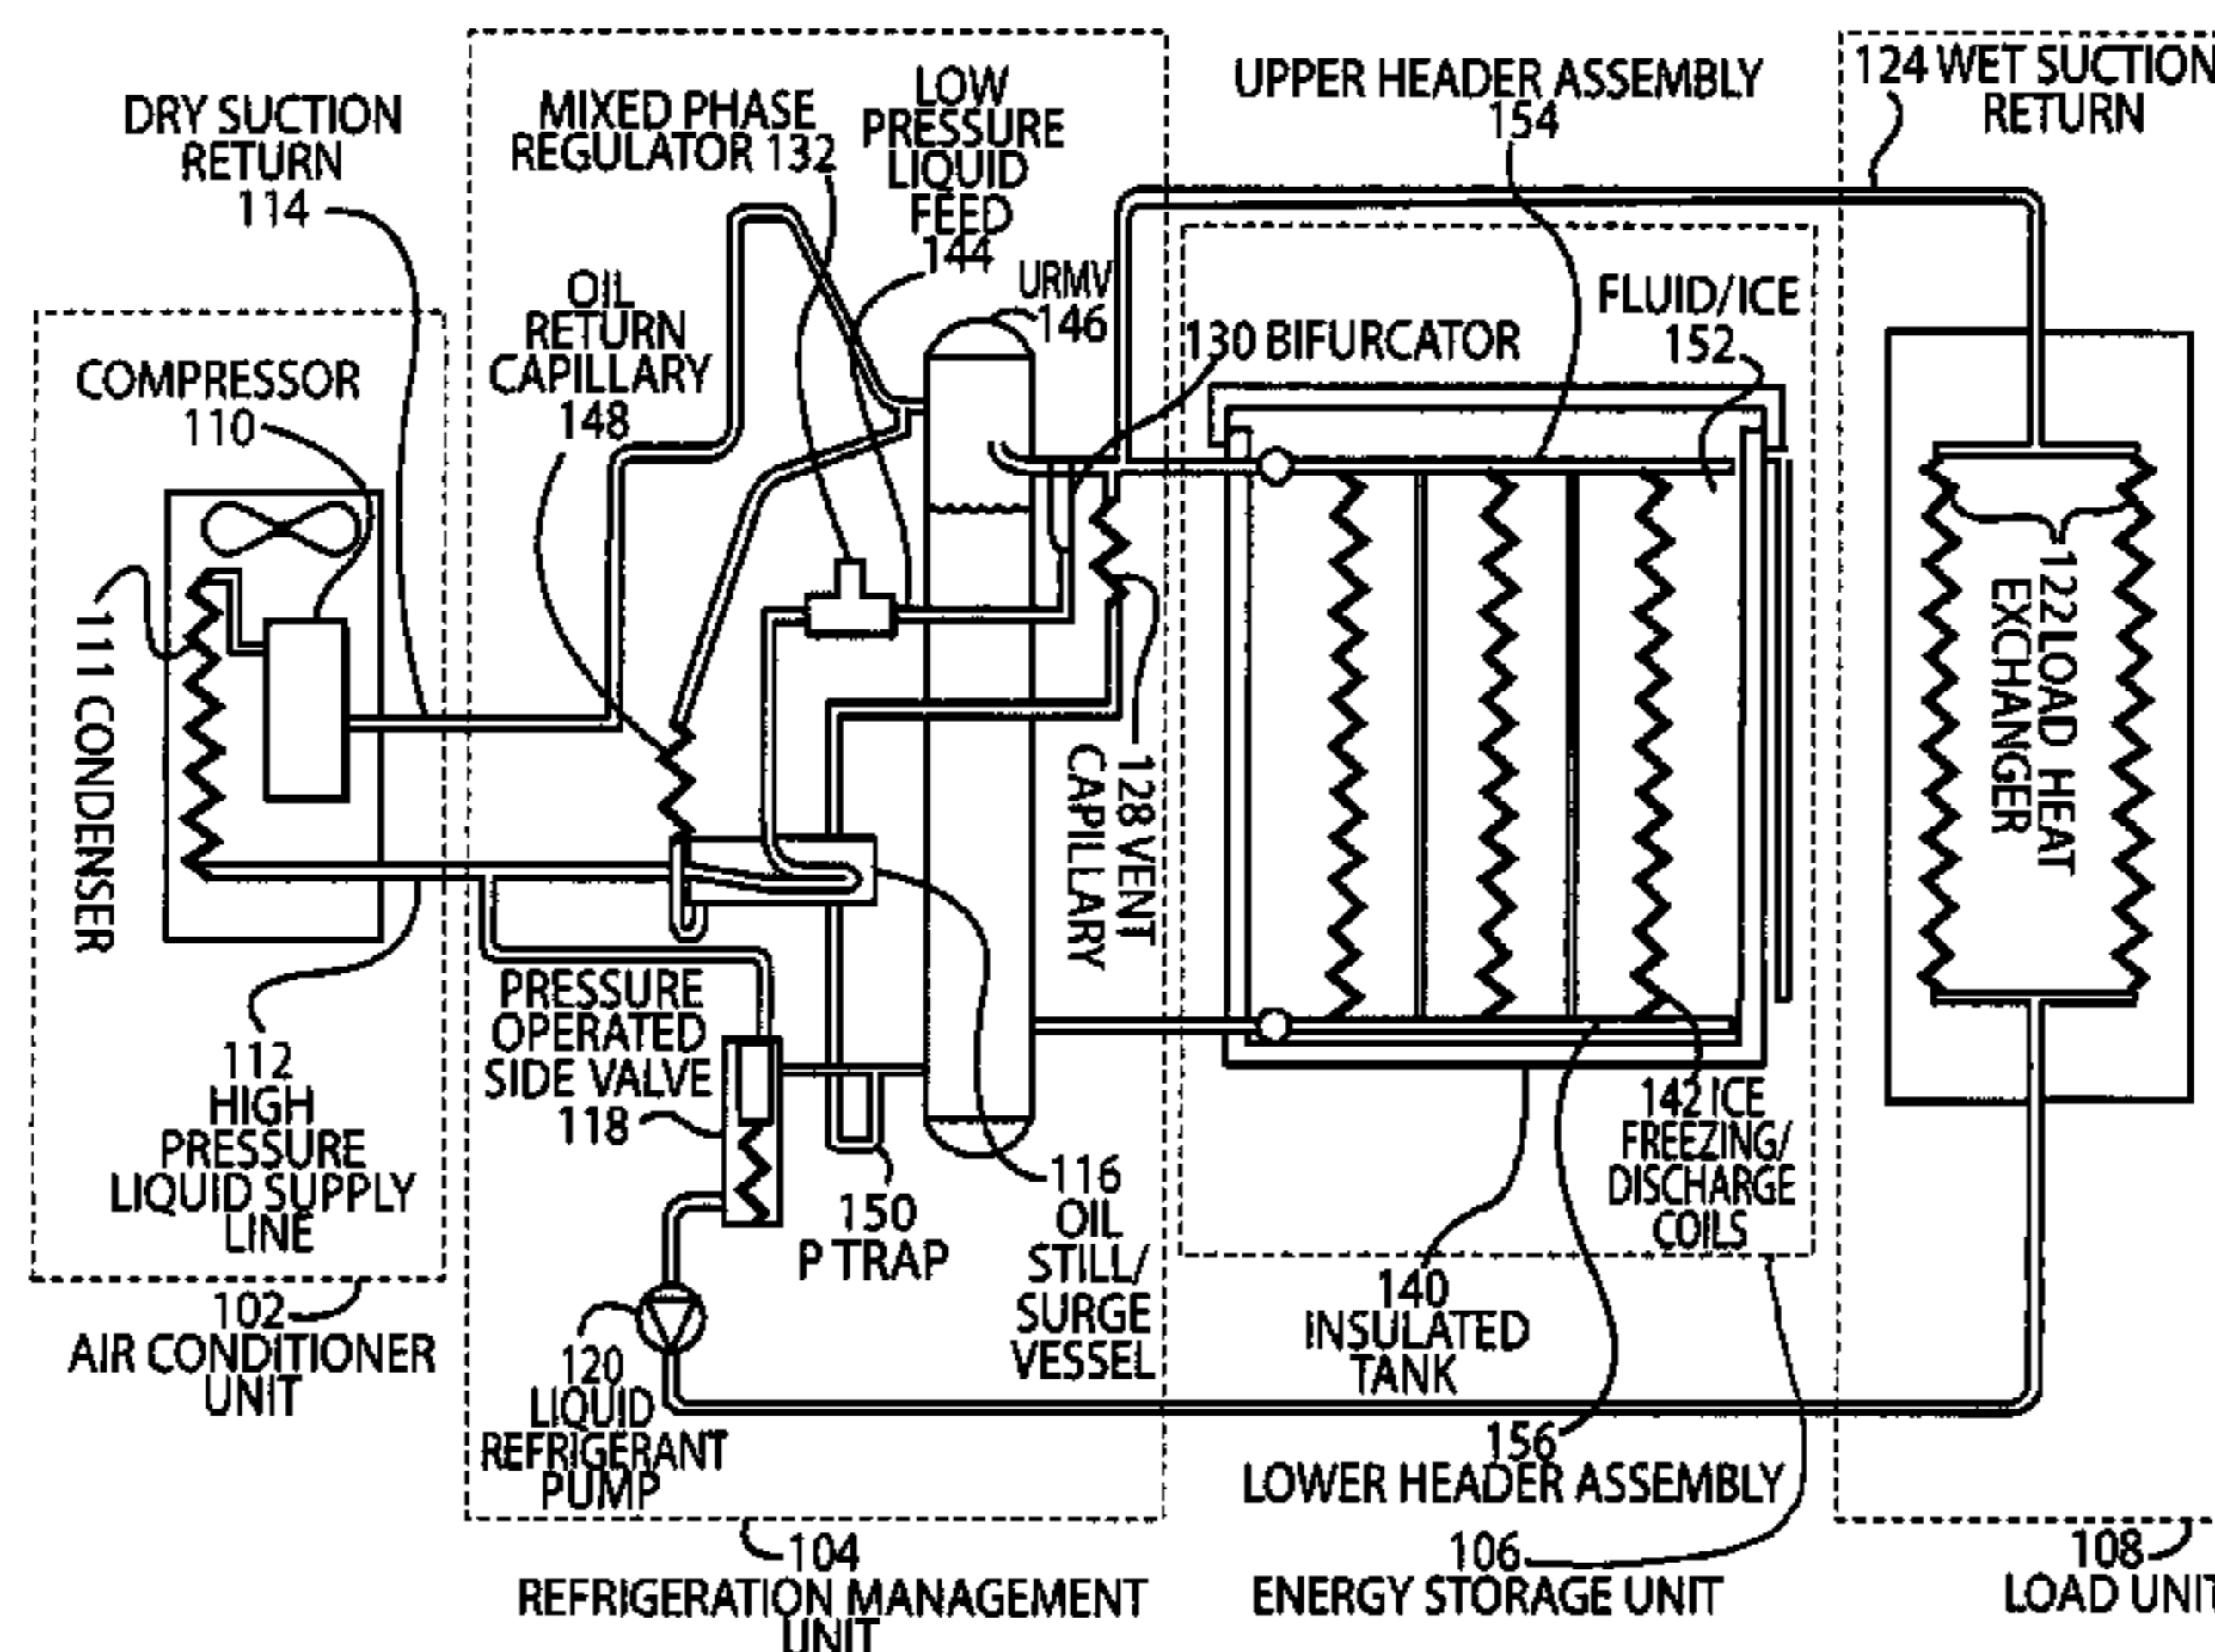 DRY SUCTION
RETURN
114
MIXED PHASE
REGULATOR 132
LOW
PRESSURE
LIQUID
FEED
144
UPPER HEADER ASSEMBLY
154
124 WET SUCTION
RETURN
OIL
RETURN
CAPILLARY
148
URMV
146
130 BIFURCATOR
FLUID/ICE
152
COMPRESSOR
110
111 CONDENSER
122 LOAD HEAT
EXCHANGER
128 VENT
CAPILLARY
112
HIGH
PRESSURE
LIQUID SUPPLY
LINE
PRESSURE
OPERATED
SIDE VALVE
118
150
P TRAP
116
OIL
STILL/
SURGE
VESSEL
142 ICE
FREEZING/
DISCHARGE
COILS
140
INSULATED
TANK
102
AIR CONDITIONER
UNIT
120
LIQUID
REFRIGERANT
PUMP
156
LOWER HEADER ASSEMBLY
104
REFRIGERATION MANAGEMENT
UNIT
106
ENERGY STORAGE UNIT
108
LOAD UNIT